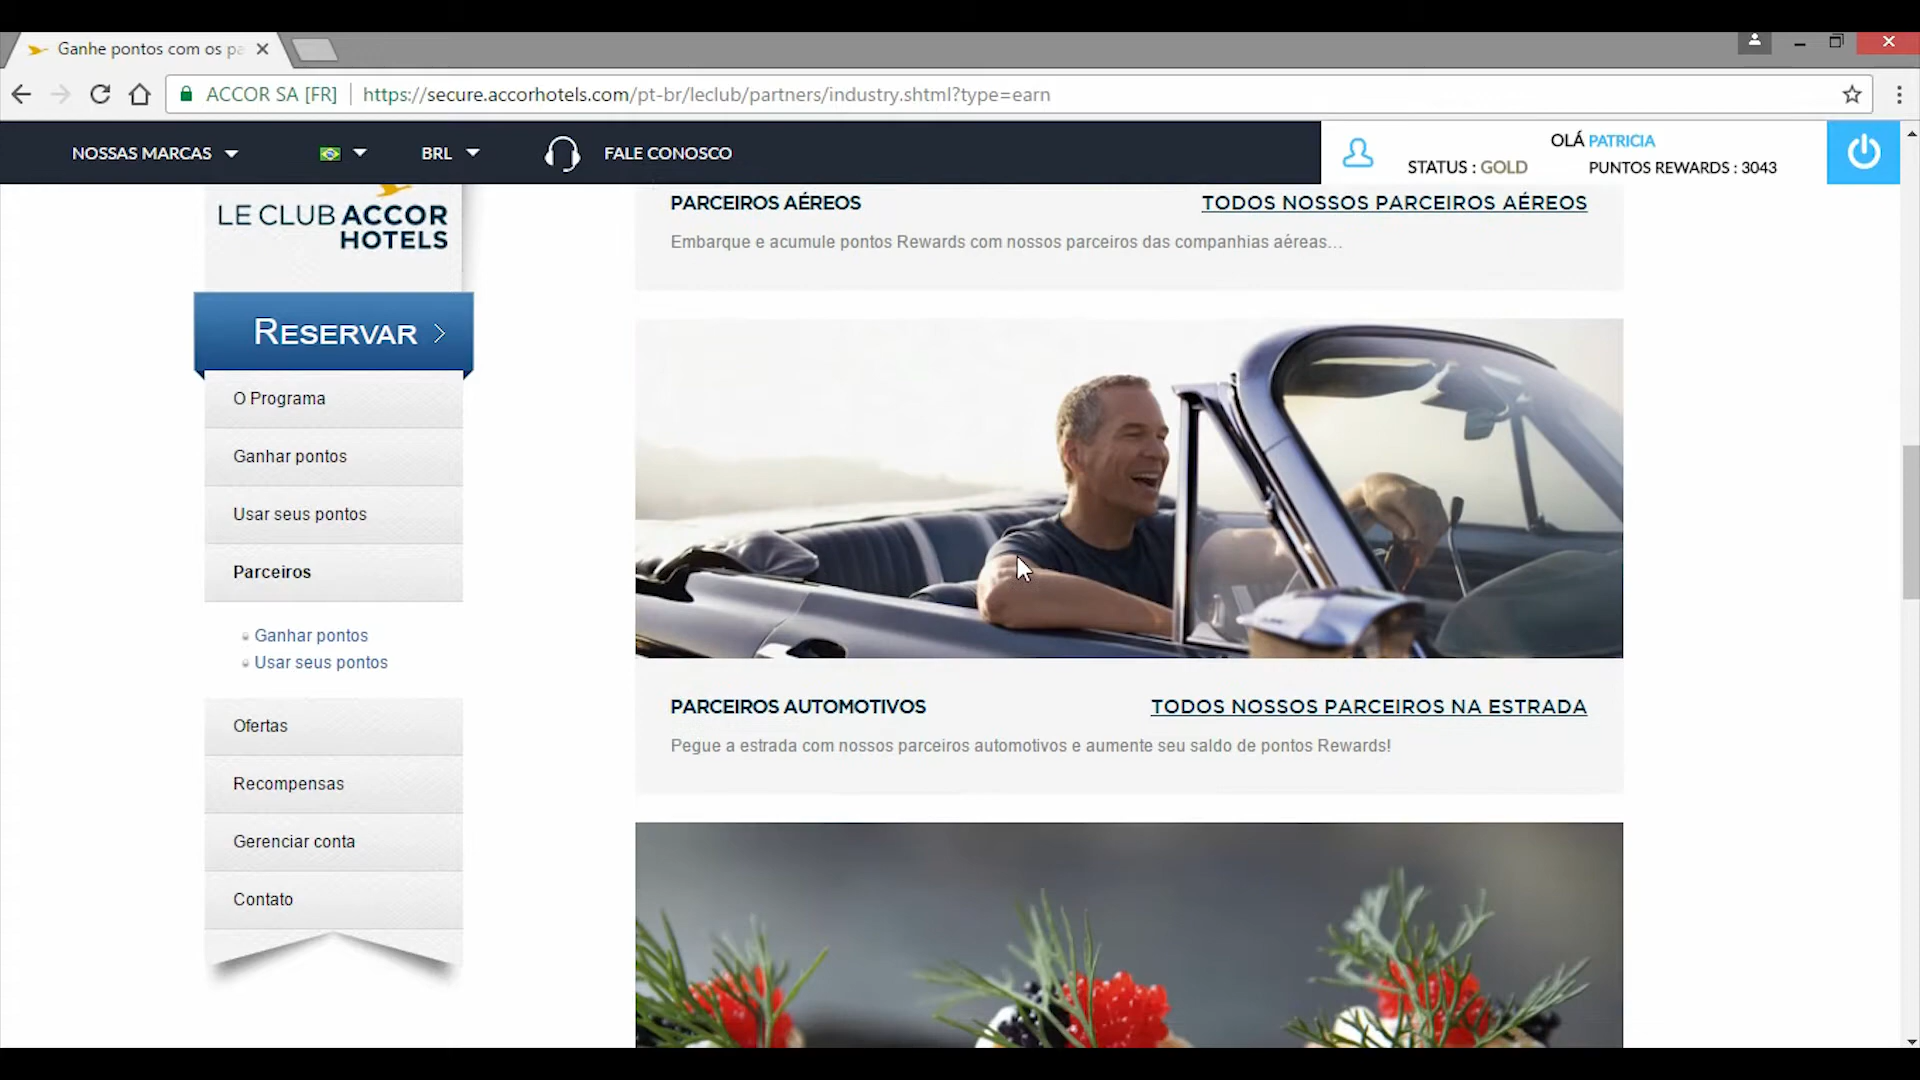 Ganhe pontos com os pa
ACCOR SA [FR]
https://secure.accorhotels.com/pt-br/leclub/partners/industry.shtml?type=earn
NOSSAS MARCAS
BRL
FALE CONOSCO
OLÁ PATRICIA
STATUS : GOLD
PUNTOS REWARDS : 3043
LE CLUB ACCOR
HOTELS
RESERVAR
O Programa
Ganhar pontos
Usar seus pontos
Parceiros
Ganhar pontos
Usar seus pontos
Ofertas
Recompensas
Gerenciar conta
Contato
PARCEIROS AÉREOS
TODOS NOSSOS PARCEIROS AÉREOS
Embarque e acumule pontos Rewards com nossos parceiros das companhias aéreas...
PARCEIROS AUTOMOTIVOS
TODOS NOSSOS PARCEIROS NA ESTRADA
Pegue a estrada com nossos parceiros automotivos e aumente seu saldo de pontos Rewards!